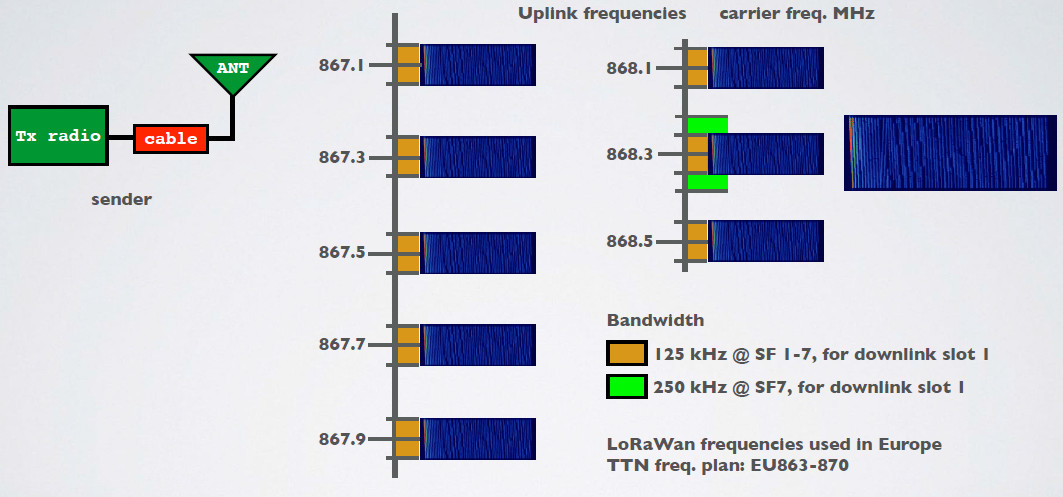 Uplink frequencies carrier freq. MHz
ANT
Tx radio
cable
sender
867.1
867.3
867.5
867.7
867.9
868.1
868.3
868.5
Bandwidth
125 kHz @ SF 1-7, for downlink slot 1
250 kHz @ SF7, for downlink slot 1
LoRaWan frequencies used in Europe
TTN freq. plan: EU863-870